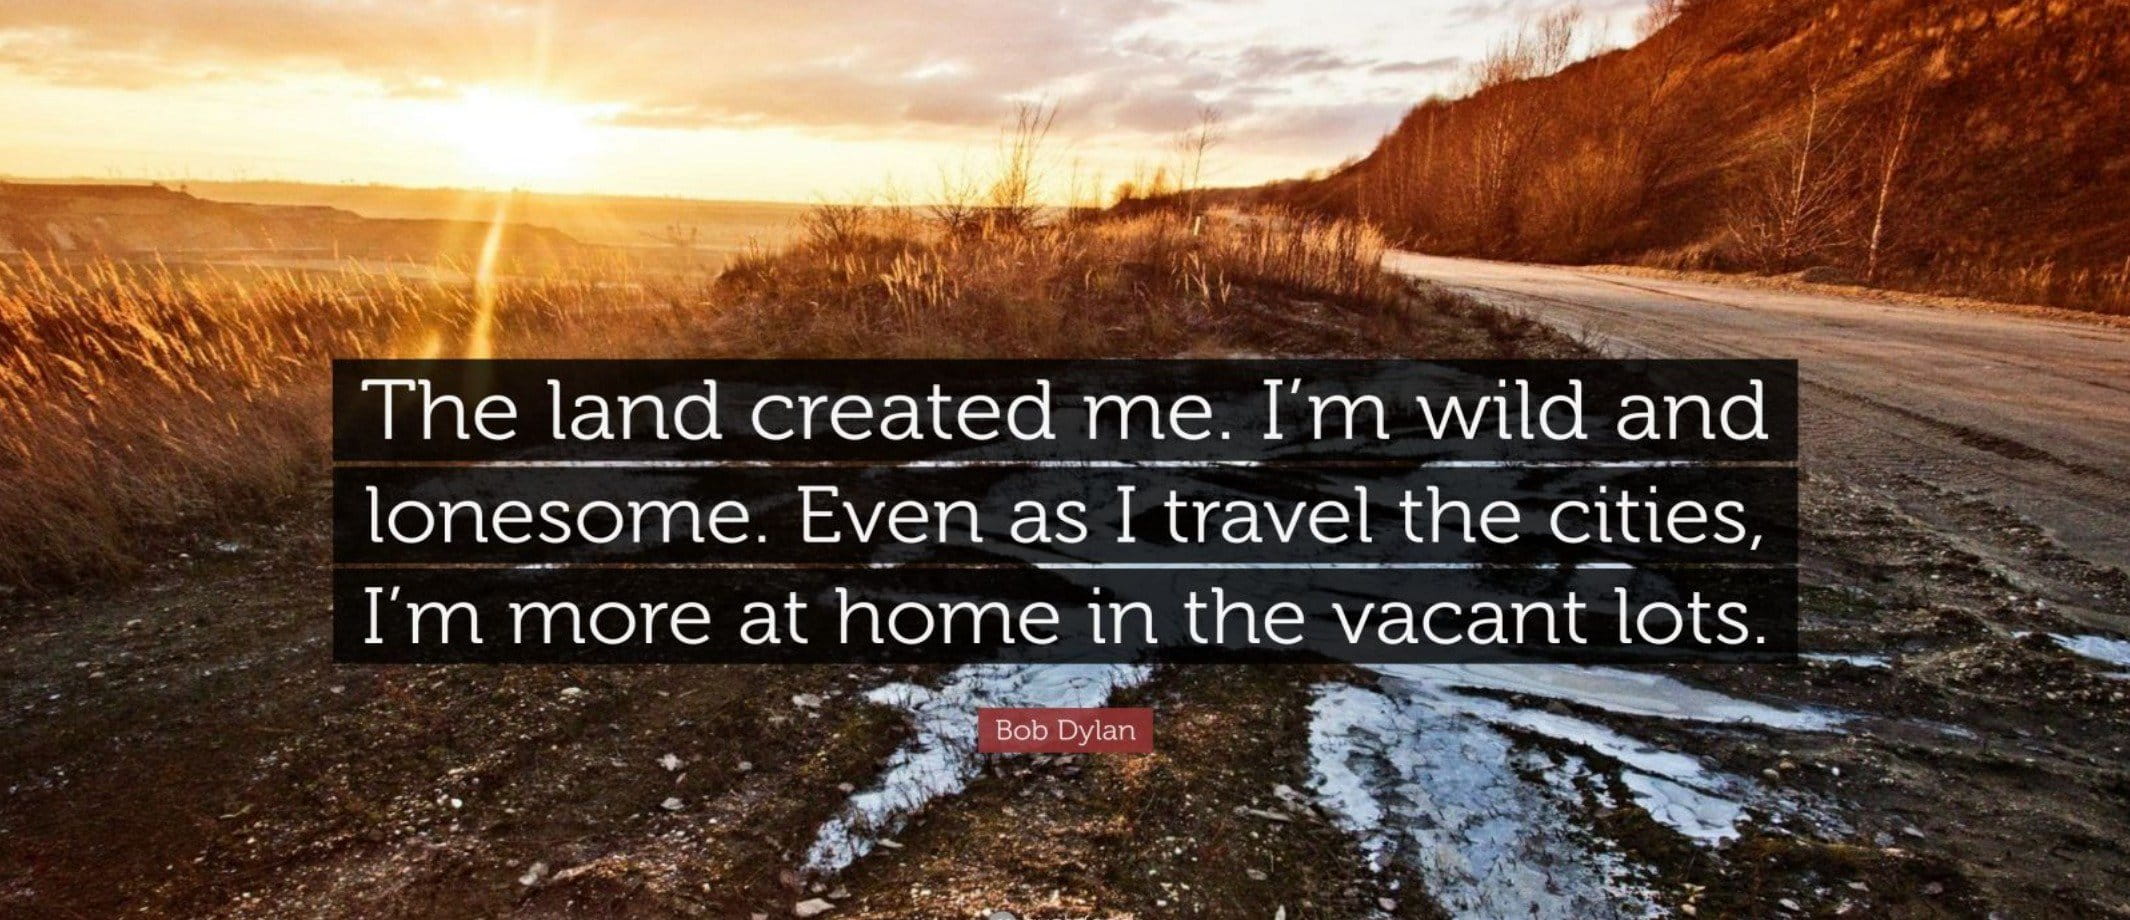 The land created me. I’m wild and
lonesome. Even as I travel the cities,
I’m more at home in the vacant lots.
Bob Dylan